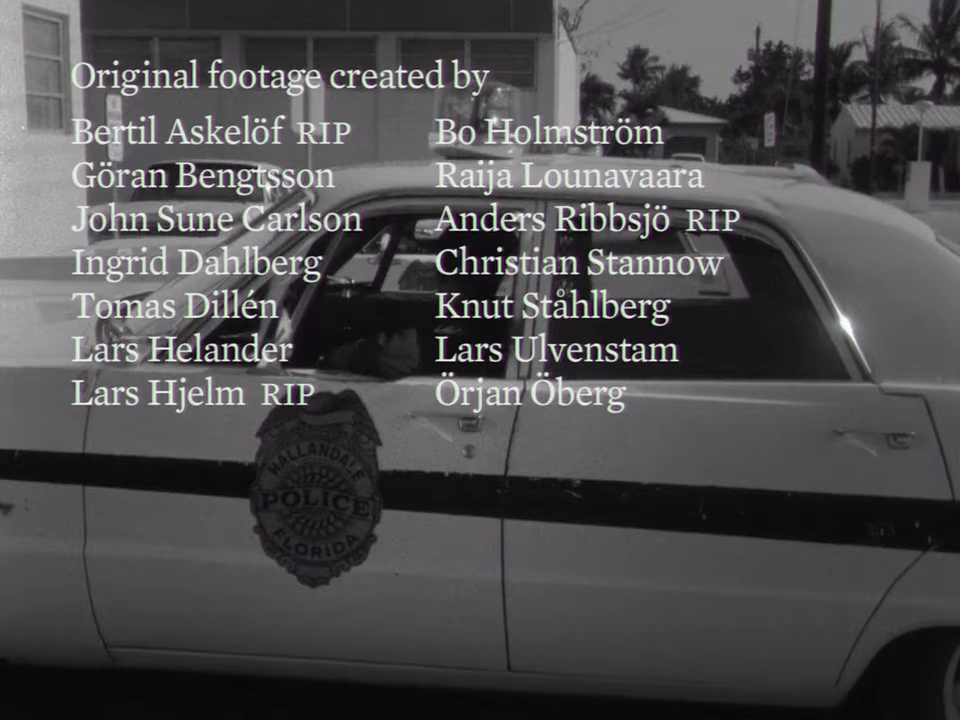 Original footage created by
Bertil Askelöf RIP
Göran Bengtsson
John Sune Carlson
Ingrid Dahlberg
Tomas Dillén
Lars Helander
Lars Hjelm RIP
Bo Holmström
Raija Lounavaara
Anders Ribbsjö RIP
Christian Stannow
Knut Ståhlberg
Lars Ulvenstam
Örjan Öberg
HALLANDALE
POLICE
FLORIDA